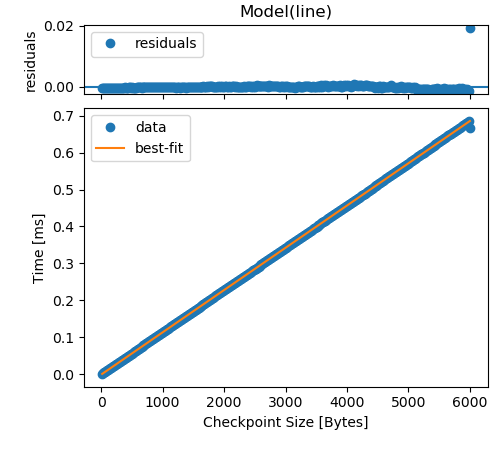 Model(line)
0.02
0.00
residuals
residuals
0.7
0.6
0.5
0.4
0.3
0.2
0.1
0.0
Time [ms]
data
best-fit
0
1000
2000
3000
4000
5000
6000
Checkpoint Size [Bytes]